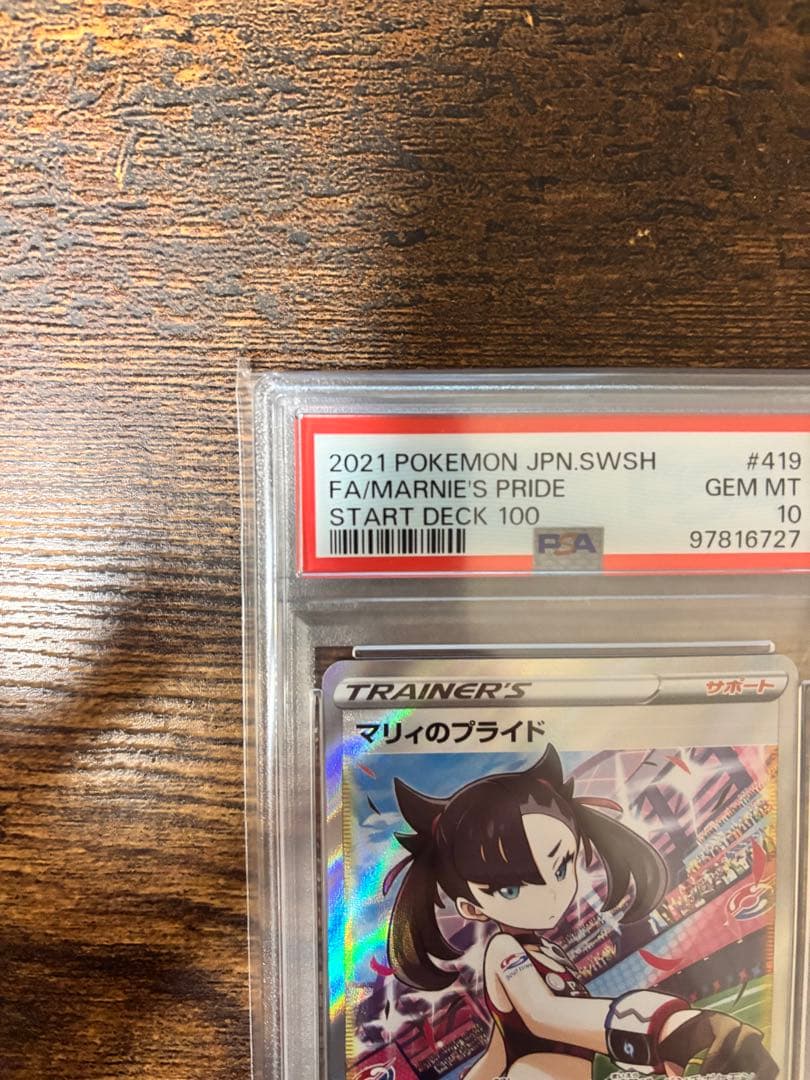 2021 POKEMON JPN.SWSH #419
FA/MARNIE'S PRIDE GEM MT
START DECK 100 10
PSA 97816727
TRAINER'S サポート
マリィのプライド